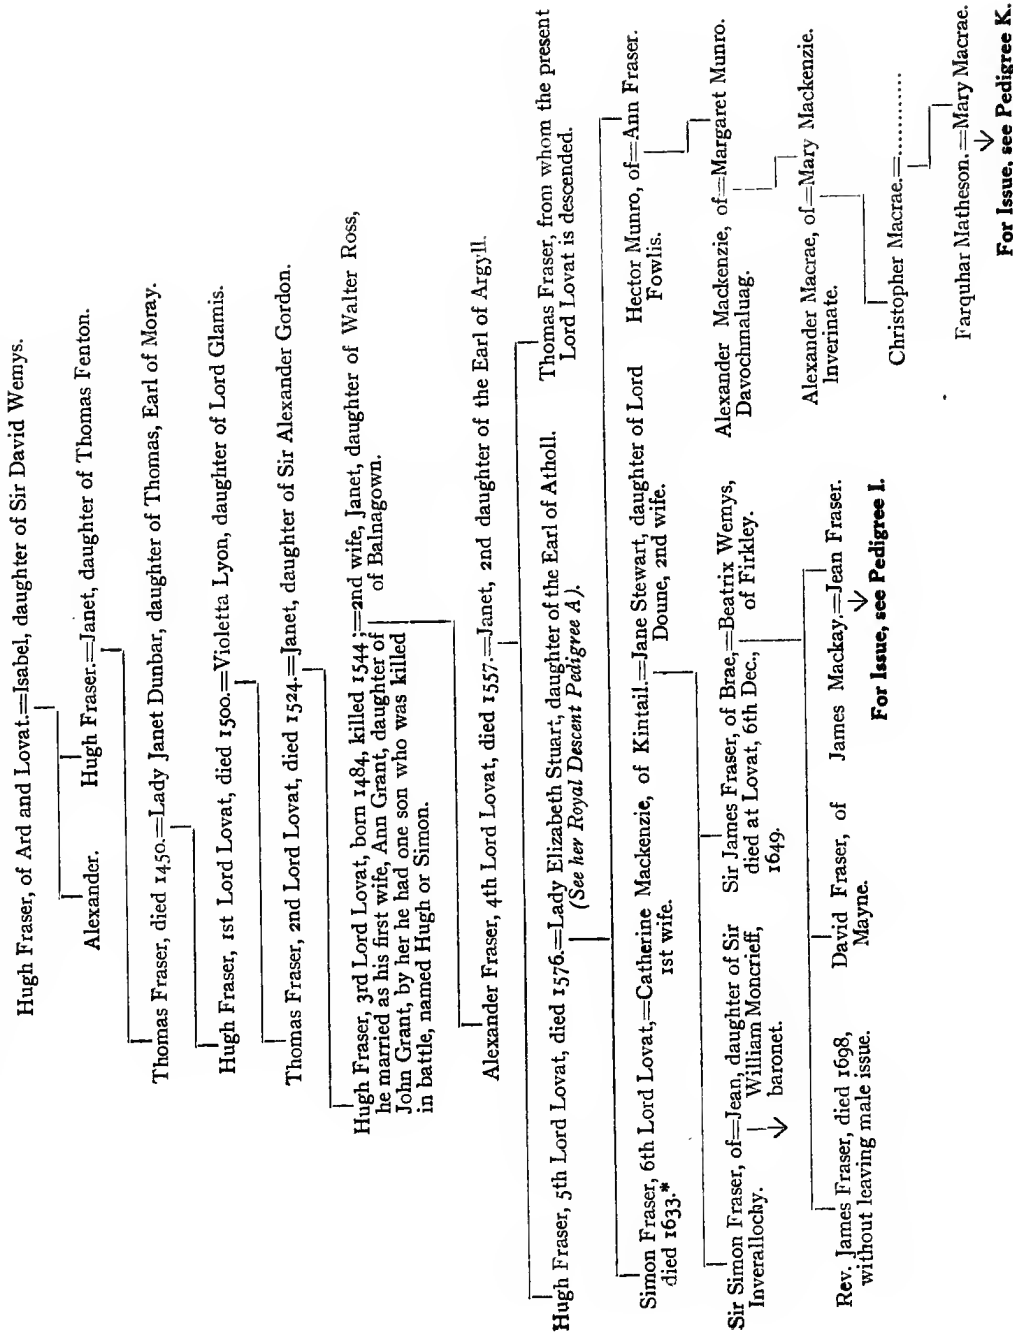 Hugh Fraser, of Ard and Lovat.=Isabel, daughter of Sir David Wemys.
Alexander. Hugh Fraser.=Janet, daughter of Thomas Fenton.
Thomas Fraser, died 1450.=Lady Janet Dunbar, daughter of Thomas, Earl of Moray.
Hugh Fraser, 1st Lord Lovat, died 1500.=Violetta Lyon, daughter of Lord Glamis.
Thomas Fraser, 2nd Lord Lovat, died 1524.=Janet, daughter of Sir Alexander Gordon.
Hugh Fraser, 3rd Lord Lovat, born 1484, killed 1544;=2nd wife, Janet, daughter of Walter Ross,
he married as his first wife, Ann Grant, daughter of of Balnagown.
John Grant, by her he had one son who was killed
in battle, named Hugh or Simon.
Alexander Fraser, 4th Lord Lovat, died 1557.=Janet, 2nd daughter of the Earl of Argyll.
Hugh Fraser, 5th Lord Lovat, died 1576.=Lady Elizabeth Stuart, daughter of the Earl of Atholl. Thomas Fraser, from whom the present
(See her Royal Descent Pedigree A). Lord Lovat is descended.
Simon Fraser, 6th Lord Lovat,=Catherine Mackenzie, of Kintail.=Jane Stewart, daughter of Lord Hector Munro, of=Ann Fraser.
died 1633.* 1st wife. Doune, 2nd wife. Fowlis.
Sir Simon Fraser, of=Jean, daughter of Sir Sir James Fraser, of Brae,=Beatrix Wemys, Alexander Mackenzie, of=Margaret Munro.
Inverallochy. William Moncrieff, died at Lovat, 6th Dec., of Firkley. Davochmaluag.
baronet. 1649.
Alexander Macrae, of=Mary Mackenzie.
Inverinate.
Rev. James Fraser, died 1698, David Fraser, of James Mackay.=Jean Fraser.
without leaving male issue. Mayne.
For Issue, see Pedigree I.
Christopher Macrae.=............
Farquhar Matheson.=Mary Macrae.
For Issue, see Pedigree K.